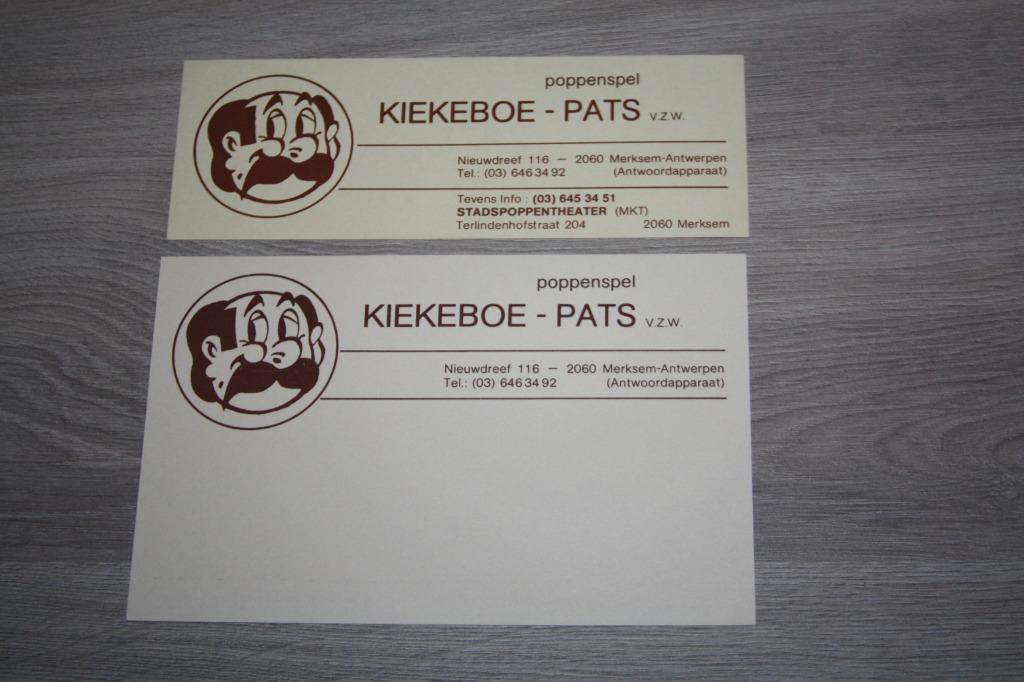 poppenspel
KIEKEBOE - PATS v.z.w.
Nieuwdreef 116 — 2060 Merksem-Antwerpen
Tel.: (03) 646 34 92 (Antwoordapparaat)
Tevens Info : (03) 645 34 51
STADSPOPPENTHEATER (MKT)
Terlindenhofstraat 204 2060 Merksem
poppenspel
KIEKEBOE - PATS v.z.w.
Nieuwdreef 116 — 2060 Merksem-Antwerpen
Tel.: (03) 646 34 92 (Antwoordapparaat)